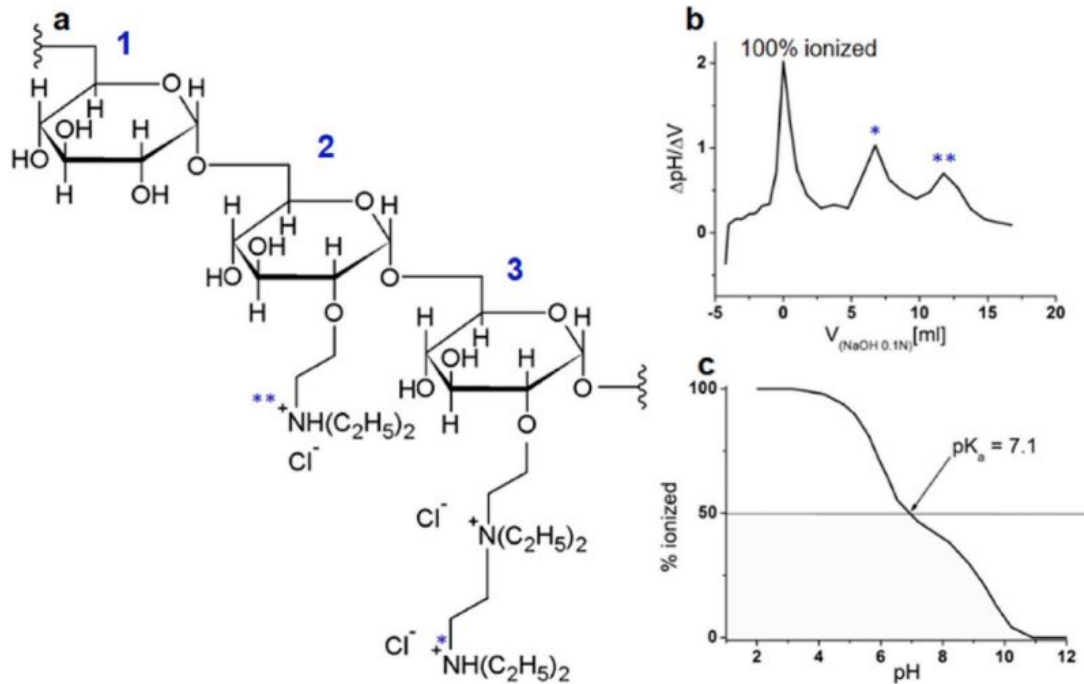 a
1
H
O
H
H
OH
H
HO
H
OH
O
2
H
O
H
H
OH
H
HO
H
O
O
3
**
+
NH(C2H5)2
Cl-
H
O
H
H
OH
H
HO
H
O
O
Cl-
+
N(C2H5)2
Cl-
*
+
NH(C2H5)2
b
100% ionized
*
**
ΔpH/ΔV
2
1
0
-5 0 5 10 15 20
V(NaOH 0.1N)[ml]
c
% ionized
100
50
0
pKa = 7.1
2 4 6 8 10 12
pH